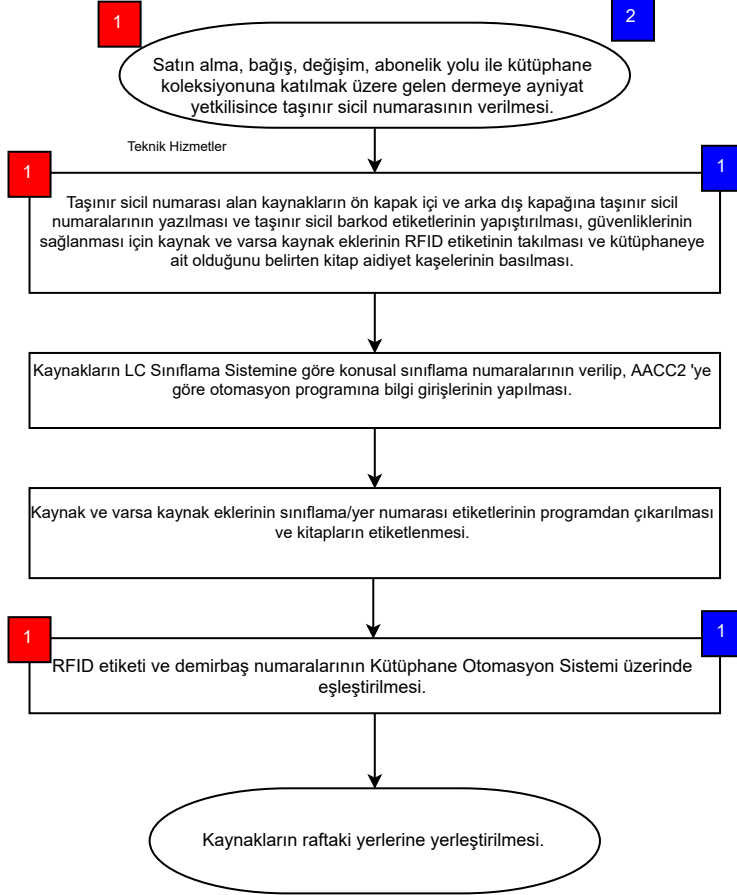 1
2
Satın alma, bağış, değişim, abonelik yolu ile kütüphane
koleksiyonuna katılmak üzere gelen dermeye ayniyat
yetkilisince taşınır sicil numarasının verilmesi.
Teknik Hizmetler
1
1
Taşınır sicil numarası alan kaynakların ön kapak içi ve arka dış kapağına taşınır sicil
numaralarının yazılması ve taşınır sicil barkod etiketlerinin yapıştırılması, güvenliklerinin
sağlanması için kaynak ve varsa kaynak eklerinin RFID etiketinin takılması ve kütüphaneye
ait olduğunu belirten kitap aidiyet kaşelerinin basılması.
Kaynakların LC Sınıflama Sistemine göre konusal sınıflama numaralarının verilip, AACC2 'ye
göre otomasyon programına bilgi girişlerinin yapılması.
Kaynak ve varsa kaynak eklerinin sınıflama/yer numarası etiketlerinin programdan çıkarılması
ve kitapların etiketlenmesi.
1
1
RFID etiketi ve demirbaş numaralarının Kütüphane Otomasyon Sistemi üzerinde
eşleştirilmesi.
Kaynakların raftaki yerlerine yerleştirilmesi.